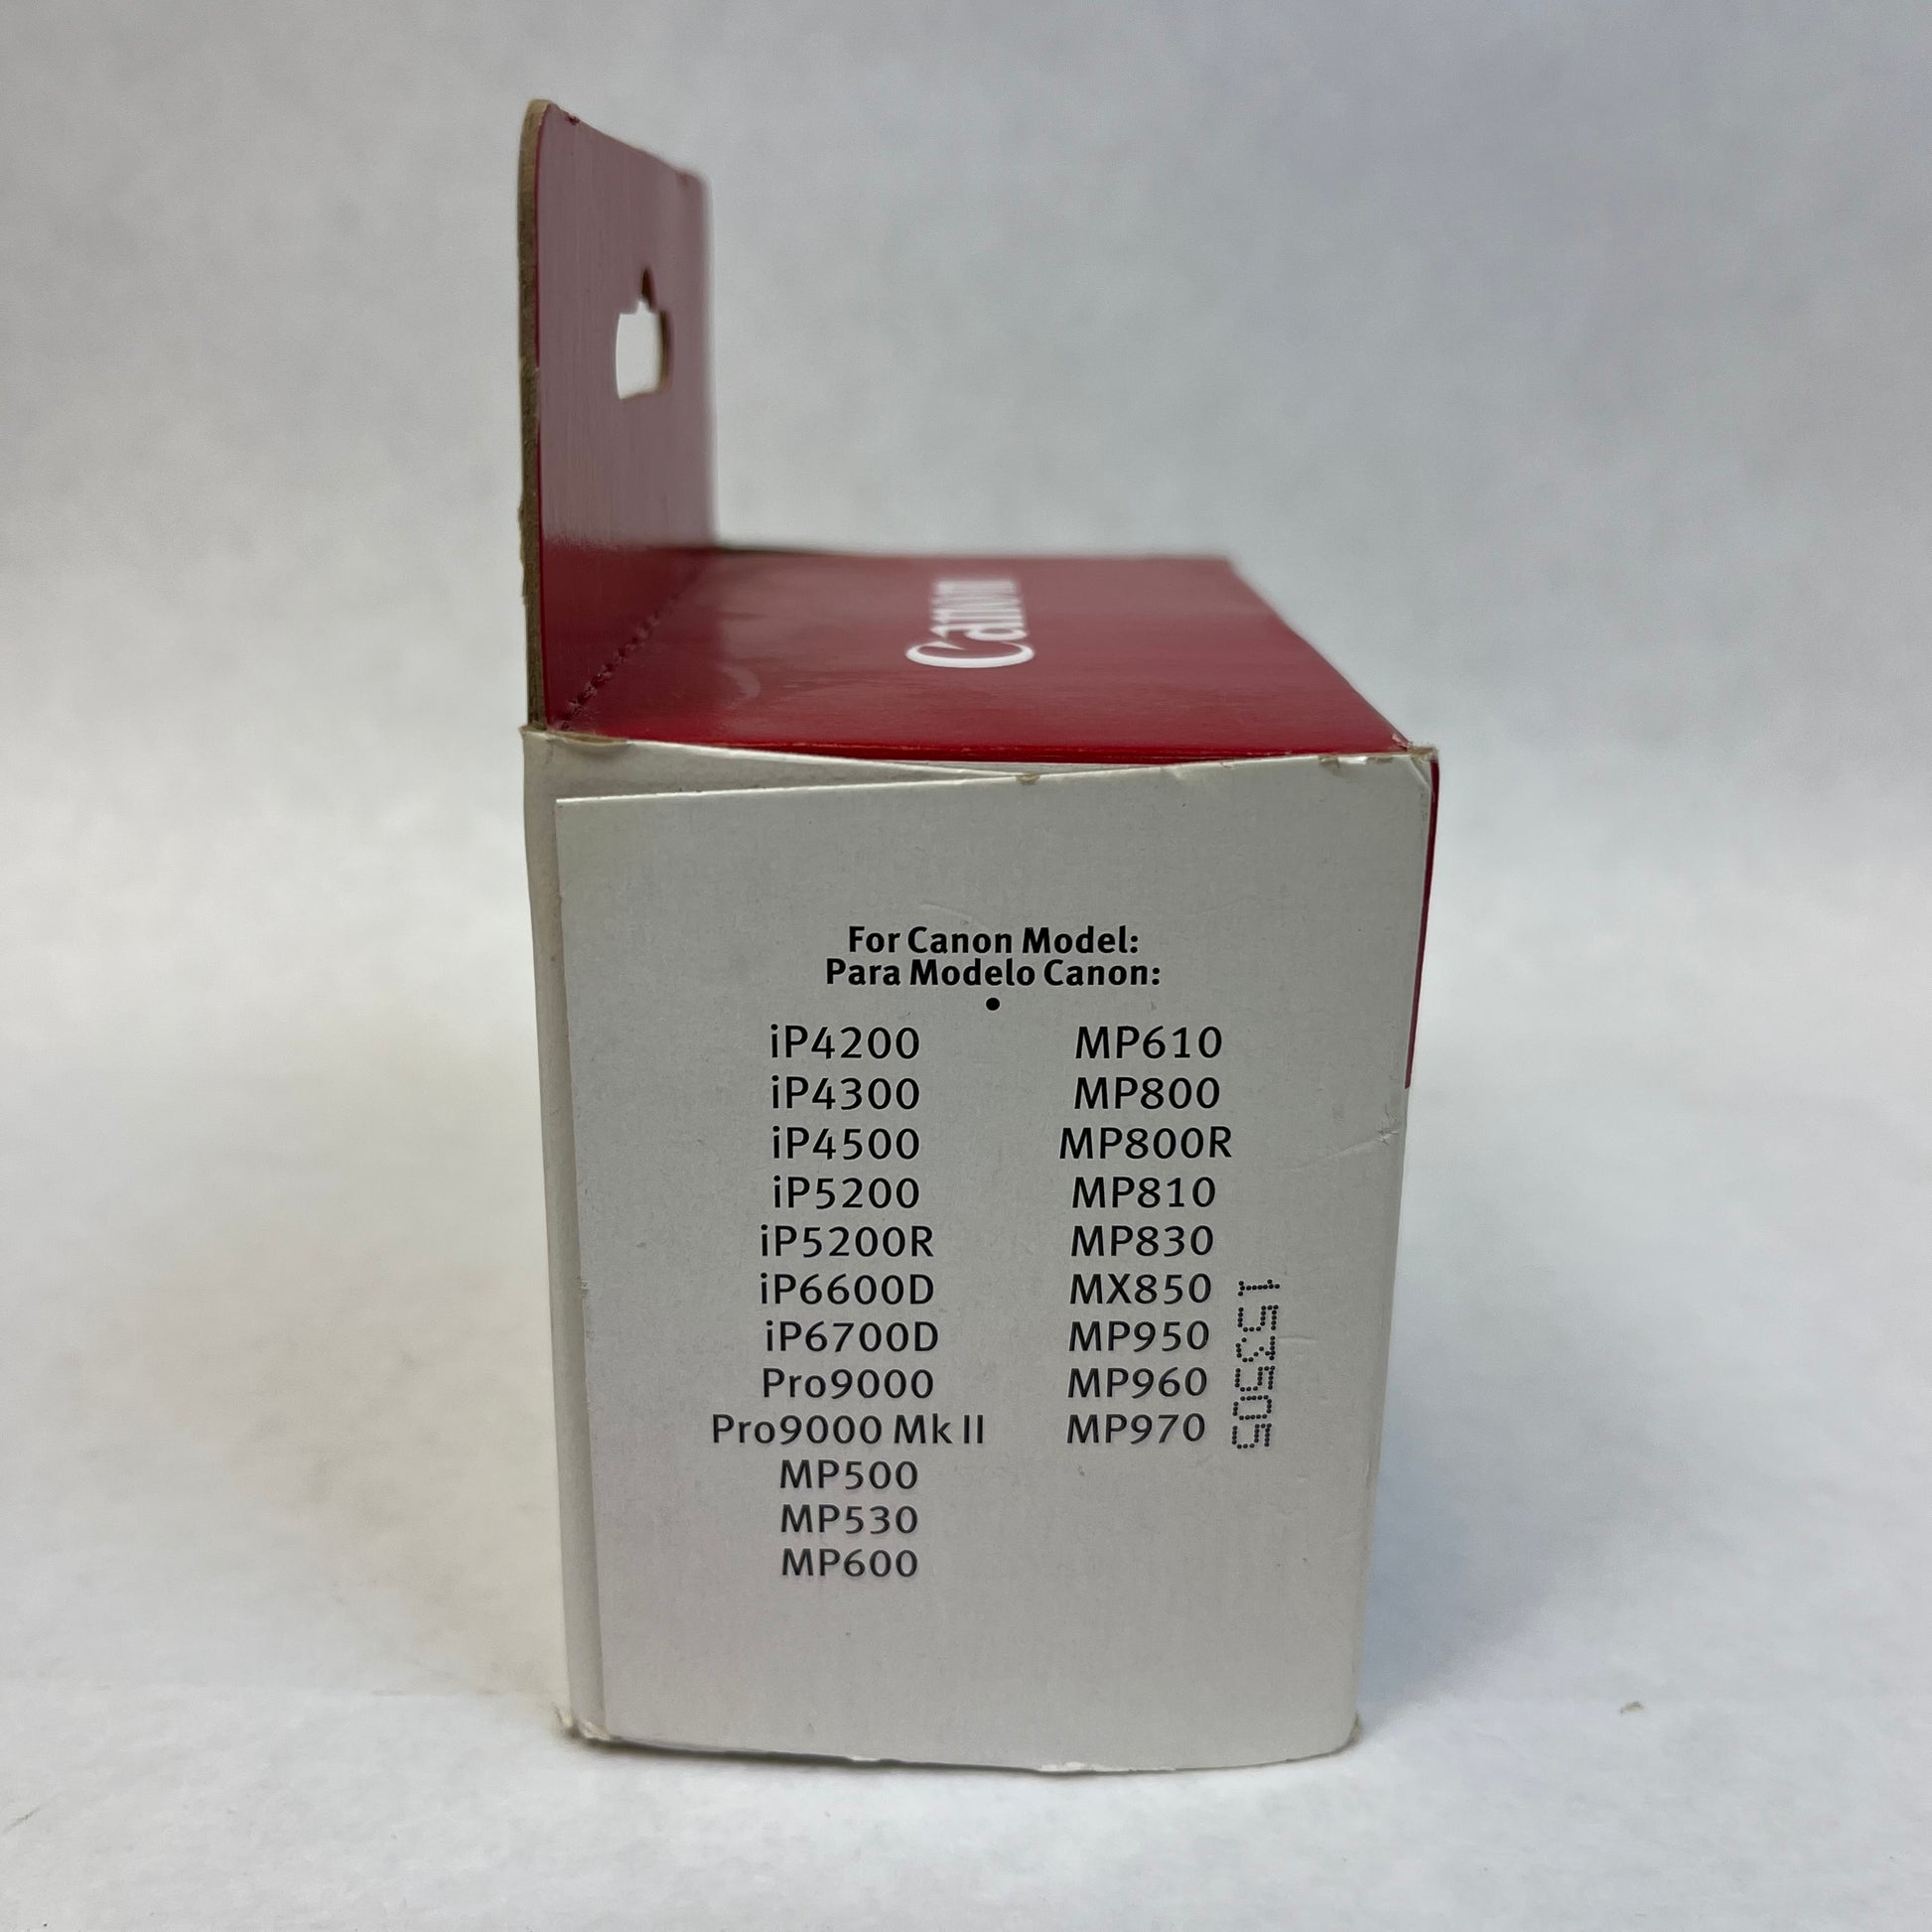 Canon
For Canon Model:
Para Modelo Canon:
•
iP4200
iP4300
iP4500
iP5200
iP5200R
iP6600D
iP6700D
Pro9000
Pro9000 Mk II
MP500
MP530
MP600
MP610
MP800
MP800R
MP810
MP830
MX850
MP950
MP960
MP970
153505